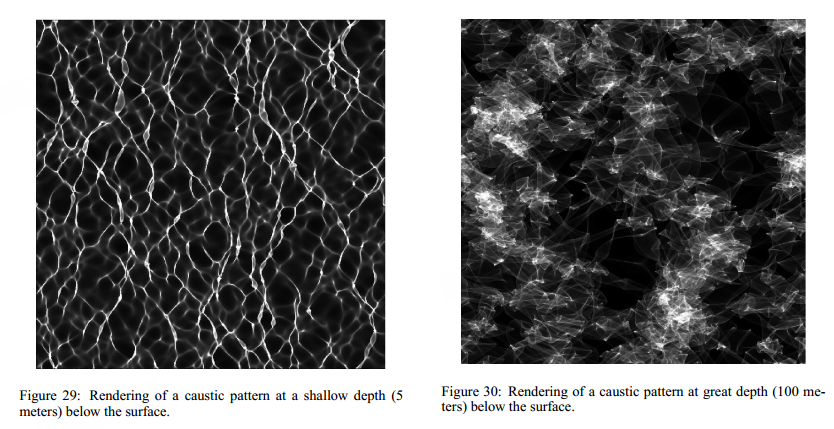 Figure 29: Rendering of a caustic pattern at a shallow depth (5
meters) below the surface.
Figure 30: Rendering of a caustic pattern at great depth (100 me-
ters) below the surface.